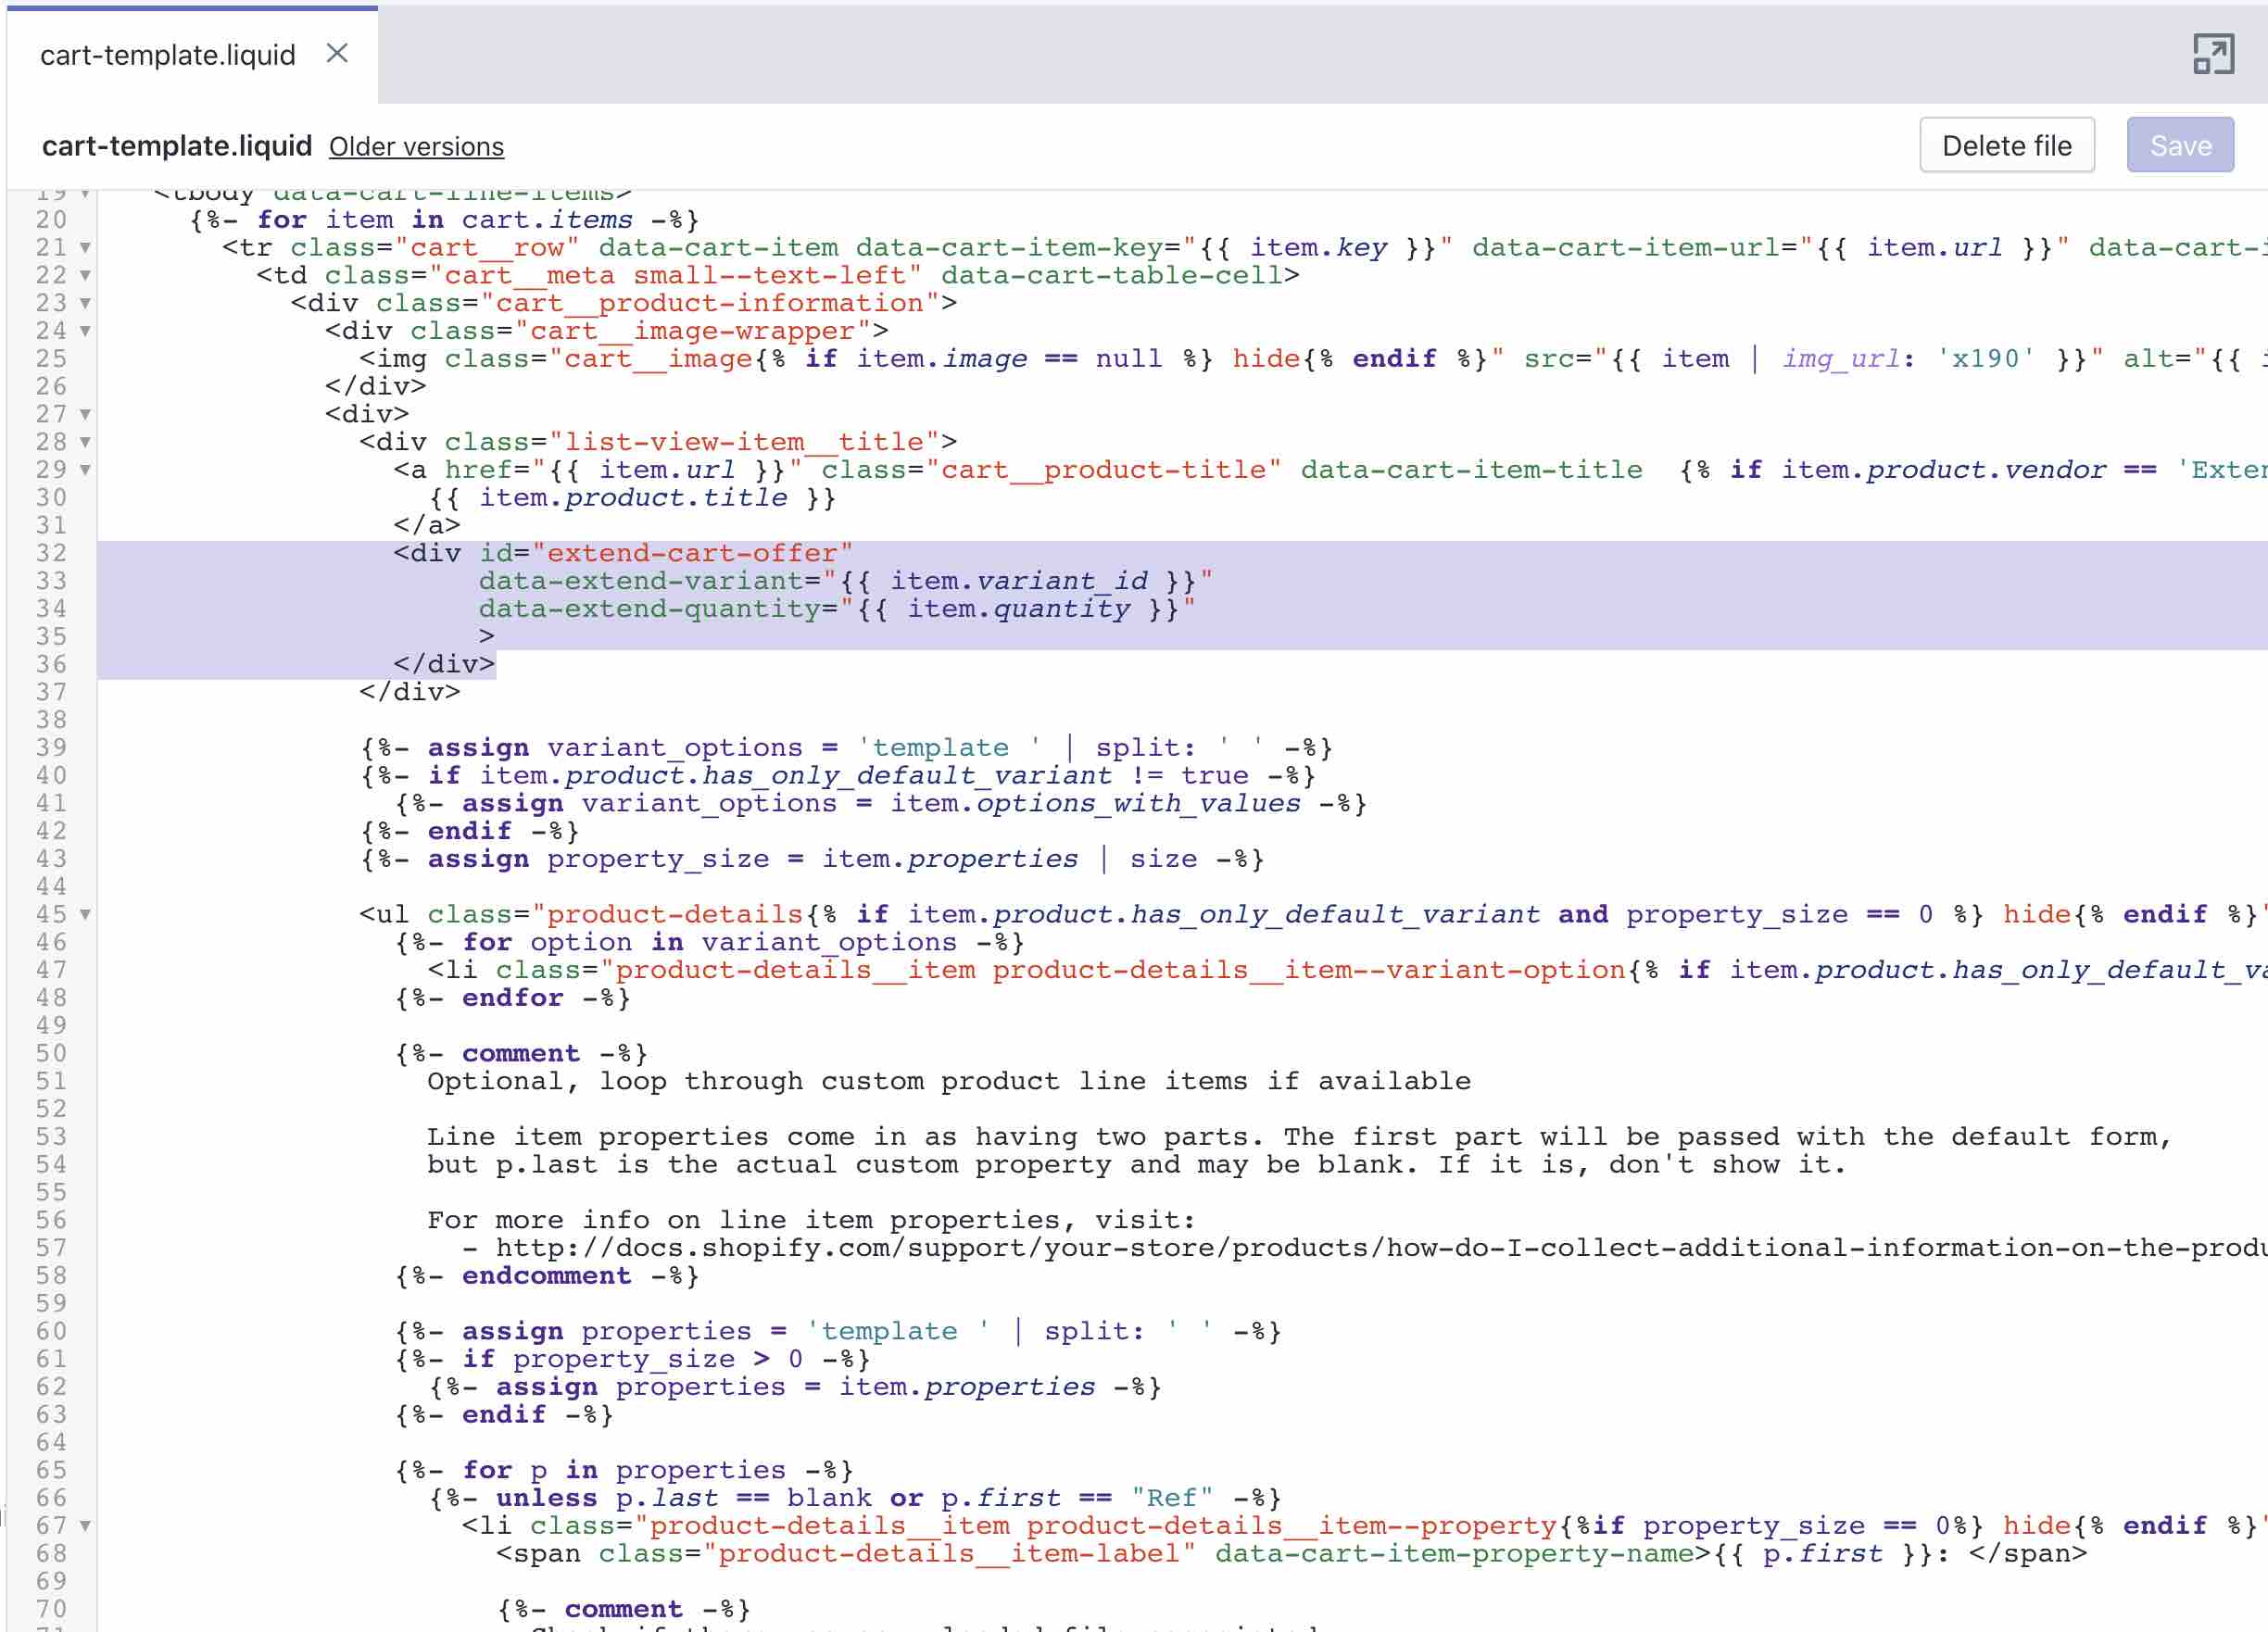 cart-template.liquid
cart-template.liquid Older versions Delete file Save
19 <tbody data-cart-line-items>
20 {%- for item in cart.items -%}
21 <tr class="cart__row" data-cart-item data-cart-item-key="{{ item.key }}" data-cart-item-url="{{ item.url }}" data-cart-i
22 <td class="cart__meta small--text-left" data-cart-table-cell>
23 <div class="cart__product-information">
24 <div class="cart__image-wrapper">
25 <img class="cart__image{% if item.image == null %} hide{% endif %}" src="{{ item | img_url: 'x190' }}" alt="{{ i
26 </div>
27 <div>
28 <div class="list-view-item__title">
29 <a href="{{ item.url }}" class="cart__product-title" data-cart-item-title {% if item.product.vendor == 'Exten
30 {{ item.product.title }}
31 </a>
32 <div id="extend-cart-offer"
33 data-extend-variant="{{ item.variant_id }}"
34 data-extend-quantity="{{ item.quantity }}"
35 >
36 </div>
37 </div>
38
39 {%- assign variant_options = 'template ' | split: ' ' -%}
40 {%- if item.product.has_only_default_variant != true -%}
41 {%- assign variant_options = item.options_with_values -%}
42 {%- endif -%}
43 {%- assign property_size = item.properties | size -%}
44
45 <ul class="product-details{% if item.product.has_only_default_variant and property_size == 0 %} hide{% endif %}"
46 {%- for option in variant_options -%}
47 <li class="product-details__item product-details__item--variant-option{% if item.product.has_only_default_va
48 {%- endfor -%}
49
50 {%- comment -%}
51 Optional, loop through custom product line items if available
52
53 Line item properties come in as having two parts. The first part will be passed with the default form,
54 but p.last is the actual custom property and may be blank. If it is, don't show it.
55
56 For more info on line item properties, visit:
57 - http://docs.shopify.com/support/your-store/products/how-do-I-collect-additional-information-on-the-produ
58 {%- endcomment -%}
59
60 {%- assign properties = 'template ' | split: ' ' -%}
61 {%- if property_size > 0 -%}
62 {%- assign properties = item.properties -%}
63 {%- endif -%}
64
65 {%- for p in properties -%}
66 {%- unless p.last == blank or p.first == "Ref" -%}
67 <li class="product-details__item product-details__item--property{%if property_size == 0%} hide{% endif %}"
68 <span class="product-details__item-label" data-cart-item-property-name>{{ p.first }}: </span>
69
70 {%- comment -%}
71